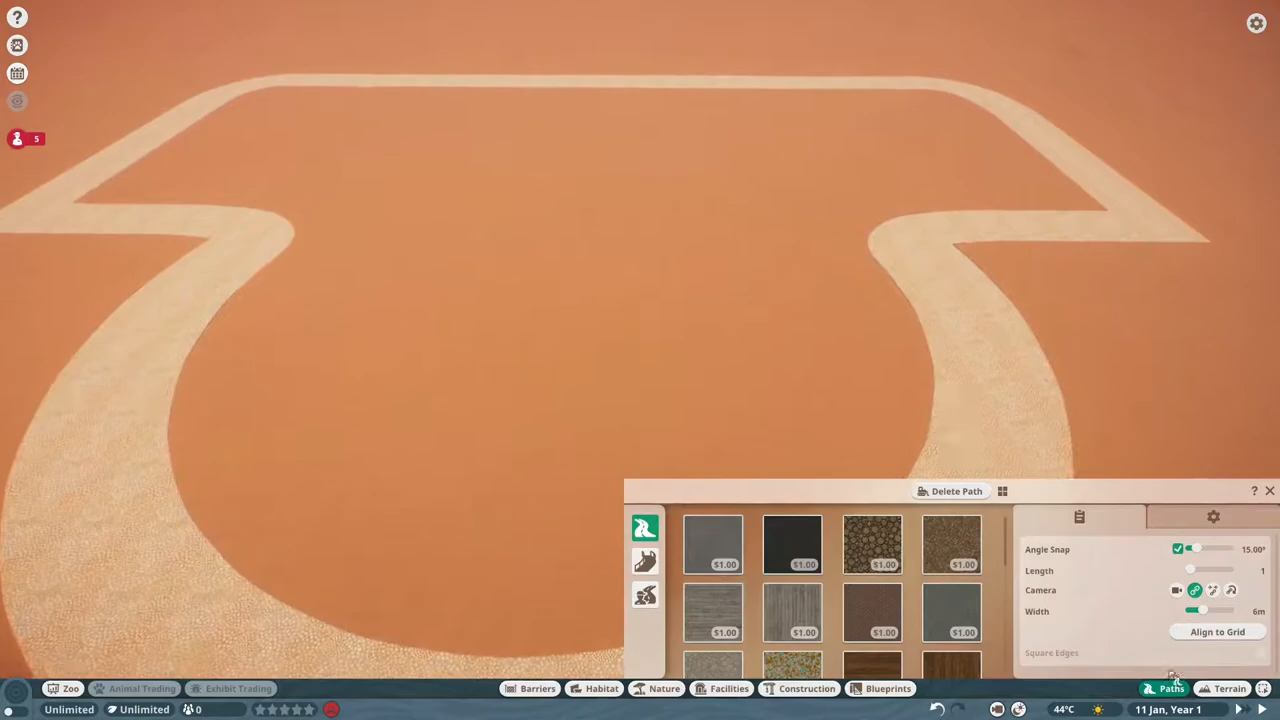 ?
5
Delete Path
?
$1.00 $1.00 $1.00 $1.00
$1.00 $1.00 $1.00 $1.00
Angle Snap 15.00°
Length 1
Camera
Width 6m
Align to Grid
Square Edges
Zoo Animal Trading Exhibit Trading Barriers Habitat Nature Facilities Construction Blueprints Paths Terrain
Unlimited Unlimited 0 44°C 11 Jan, Year 1